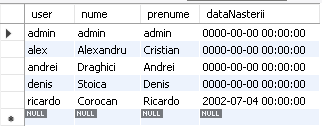 user nume prenume dataNasterii
admin admin admin 0000-00-00 00:00:00
alex Alexandru Cristian 0000-00-00 00:00:00
andrei Draghici Andrei 0000-00-00 00:00:00
denis Stoica Denis 0000-00-00 00:00:00
ricardo Corocan Ricardo 2002-07-04 00:00:00
NULL NULL NULL NULL